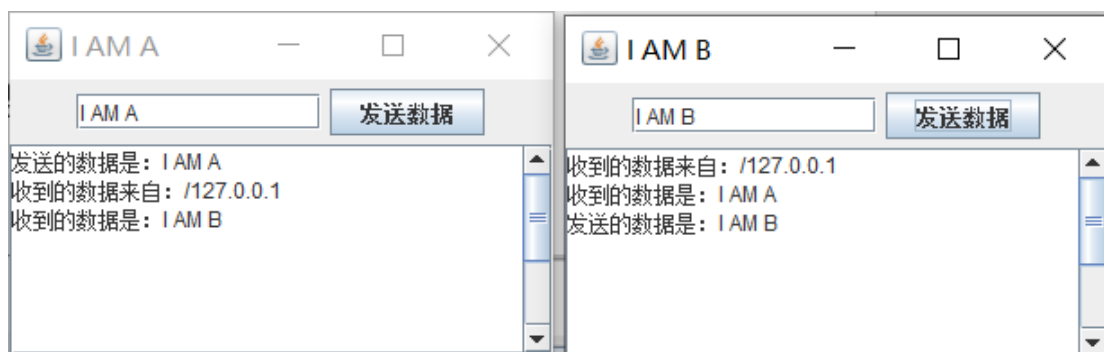 I AM A
I AM A 发送数据
发送的数据是：I AM A
收到的数据来自：/127.0.0.1
收到的数据是：I AM B
I AM B
I AM B 发送数据
收到的数据来自：/127.0.0.1
收到的数据是：I AM A
发送的数据是：I AM B